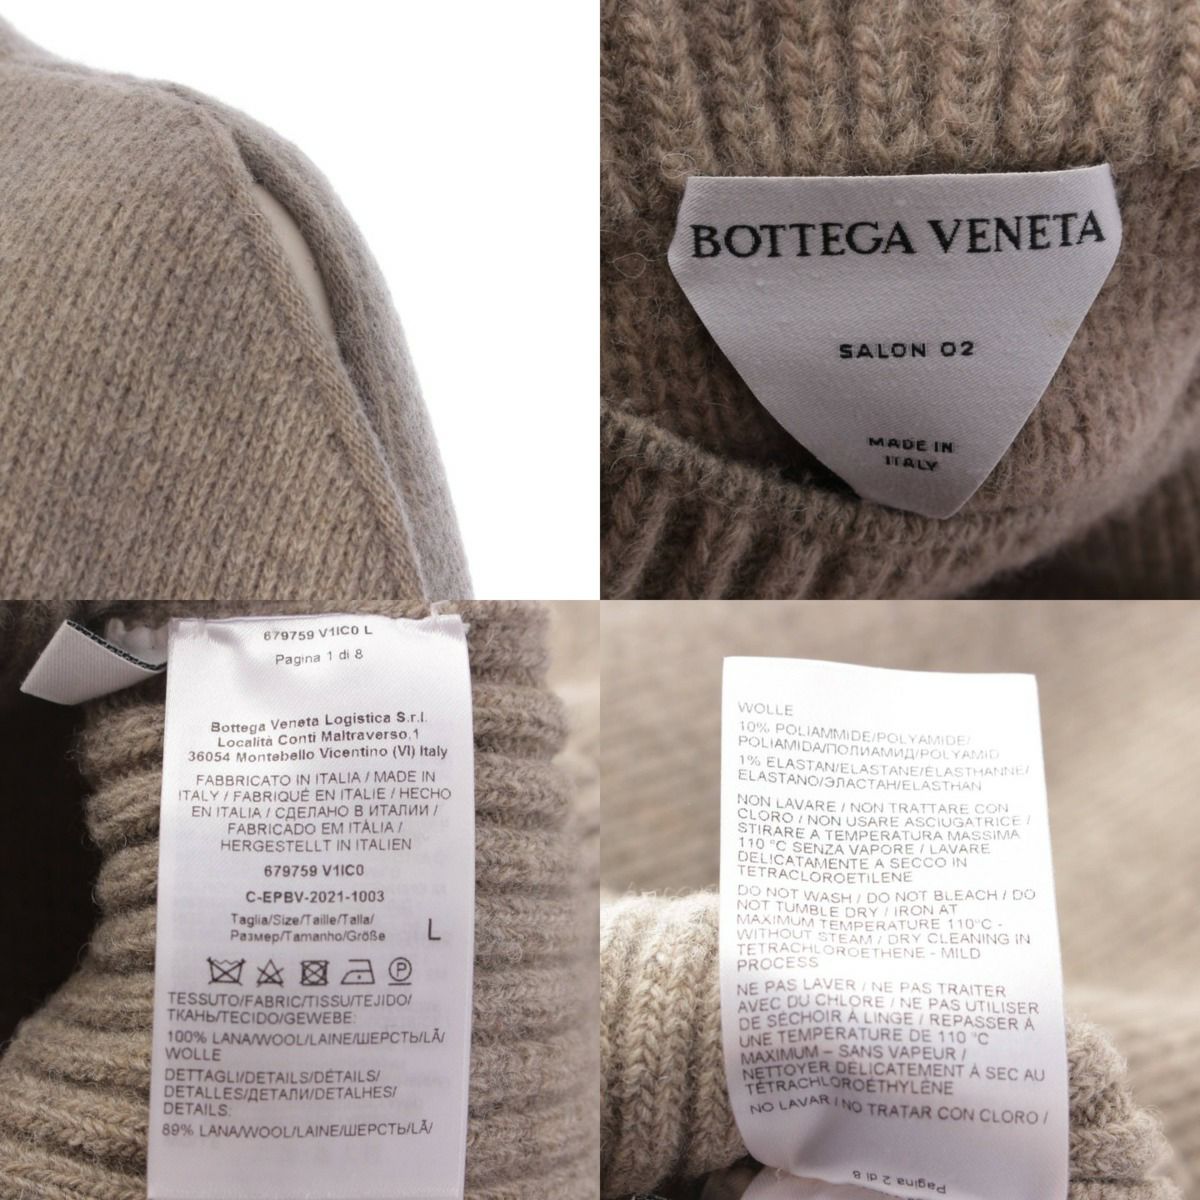 BOTTEGA VENETA
SALON 02
MADE IN
ITALY
679759 V1IC0 L
Pagina 1 di 8
Bottega Veneta Logistica S.r.l.
Località Conti Maltraverso,1
36054 Montebello Vicentino (VI) Italy
FABBRICATO IN ITALIA / MADE IN
ITALY / FABRIQUÉ EN ITALIE / HECHO
EN ITALIA / СДЕЛАНО В ИТАЛИИ /
FABRICADO EM ITÀLIA /
HERGESTELLT IN ITALIEN
679759 V1IC0
C-EPBV-2021-1003
Taglia/Size/Taille/Talla/
Размер/Tamanho/Größe
L
TESSUTO/FABRIC/TISSU/TEJIDO/
ТКАНЬ/TECIDO/GEWEBE:
100% LANA/WOOL/LAINE/ШЕРСТЬ/LÃ/
WOLLE
DETTAGLI/DETAILS/DÉTAILS/
DETALLES/ДЕТАЛИ/DETALHES/
DETAILS:
89% LANA/WOOL/LAINE/ШЕРСТЬ/LÃ/
WOLLE
10% POLIAMMIDE/POLYAMIDE/
POLIAMIDA/ПОЛИАМИД/POLYAMID
1% ELASTAN/ELASTANE/ÉLASTHANNE/
ELASTANO/ЭЛАСТАН/ELASTHAN
NON LAVARE / NON TRATTARE CON
CLORO / NON USARE ASCIUGATRICE /
STIRARE A TEMPERATURA MASSIMA
110 °C SENZA VAPORE / LAVARE
DELICATAMENTE A SECCO IN
TETRACLOROETILENE
DO NOT WASH / DO NOT BLEACH / DO
NOT TUMBLE DRY / IRON AT
MAXIMUM TEMPERATURE 110°C -
WITHOUT STEAM / DRY CLEANING IN
TETRACHLOROETHENE - MILD
PROCESS
NE PAS LAVER / NE PAS TRAITER
AVEC DU CHLORE / NE PAS UTILISER
DE SÉCHOIR À LINGE / REPASSER À
UNE TEMPERATURE DE 110 °C
MAXIMUM – SANS VAPEUR /
NETTOYER DÉLICATEMENT À SEC AU
TÉTRACHLOROÉTHYLÈNE
NO LAVAR / NO TRATAR CON CLORO /
Pagina 2 di 8